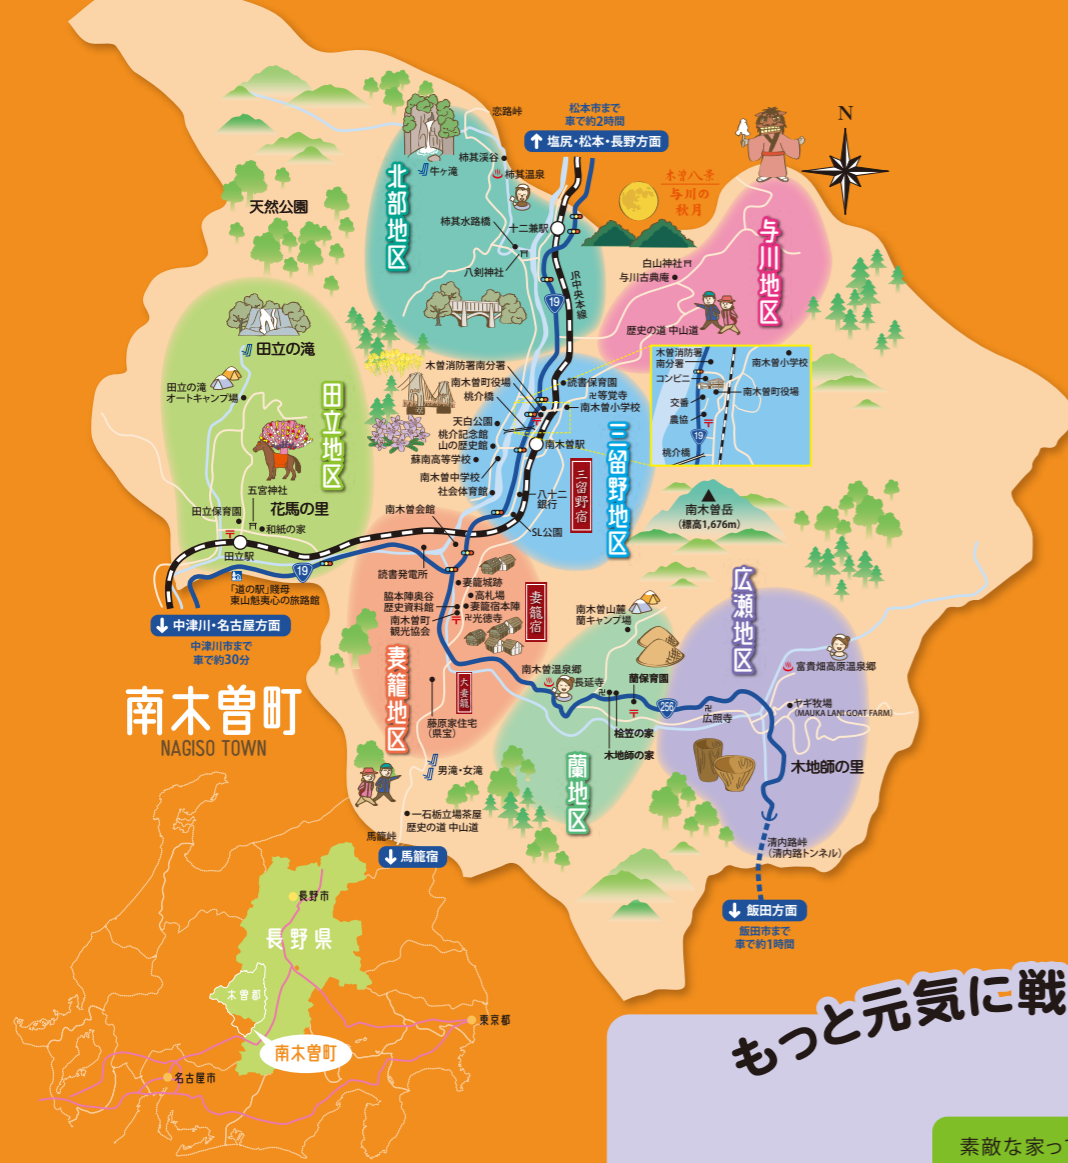 恋路峠
松本市まで
車で約2時間
↑ 塩尻・松本・長野方面
N
柿其渓谷
牛ヶ滝
柿其温泉
北部地区
天然公園
木曽八景
与川の
秋月
柿其水路橋
十二兼駅
与川地区
八剣神社
白山神社
与川古典庵
JR中央本線
19
歴史の道 中山道
田立の滝
木曽消防署南分署
南木曽町役場
桃介橋
読書保育園
卍等覚寺
南木曽小学校
木曽消防署
南分署
コンビニ
南木曽小学校
南木曽町役場
交番
農協
19
桃介橋
田立の滝
オートキャンプ場
田立地区
天白公園
桃介記念館
山の歴史館
南木曽駅
三留野地区
蘇南高等学校
南木曽中学校
社会体育館
三留野宿
八十二
銀行
SL公園
南木曽岳
(標高1,676m)
五宮神社
花馬の里
田立保育園
和紙の家
〒
田立駅
南木曽会館
19
「道の駅」賤母
東山魁夷心の旅路館
読書発電所
妻籠城跡
脇本陣奥谷
歴史資料館
高札場
妻籠宿本陣
南木曽町
観光協会
〒
卍光徳寺
妻籠宿
広瀬地区
↓ 中津川・名古屋方面
中津川市まで
車で約30分
南木曽山麓
蘭キャンプ場
南木曽町
NAGISO TOWN
妻籠地区
大妻籠
南木曽温泉郷
長延寺
卍
蘭保育園
〒
256
卍
広照寺
富貴畑高原温泉郷
ヤギ牧場
(MAUKA LANI GOAT FARM)
藤原家住宅
(県宝)
桧笠の家
木地師の家
木地師の里
蘭地区
男滝・女滝
一石栃立場茶屋
歴史の道 中山道
馬籠峠
↓ 馬籠宿
清内路峠
(清内路トンネル)
↓ 飯田方面
飯田市まで
車で約1時間
長野市
長野県
木曽郡
南木曽町
東京都
名古屋市
もっと元気に戦
素敵な家って